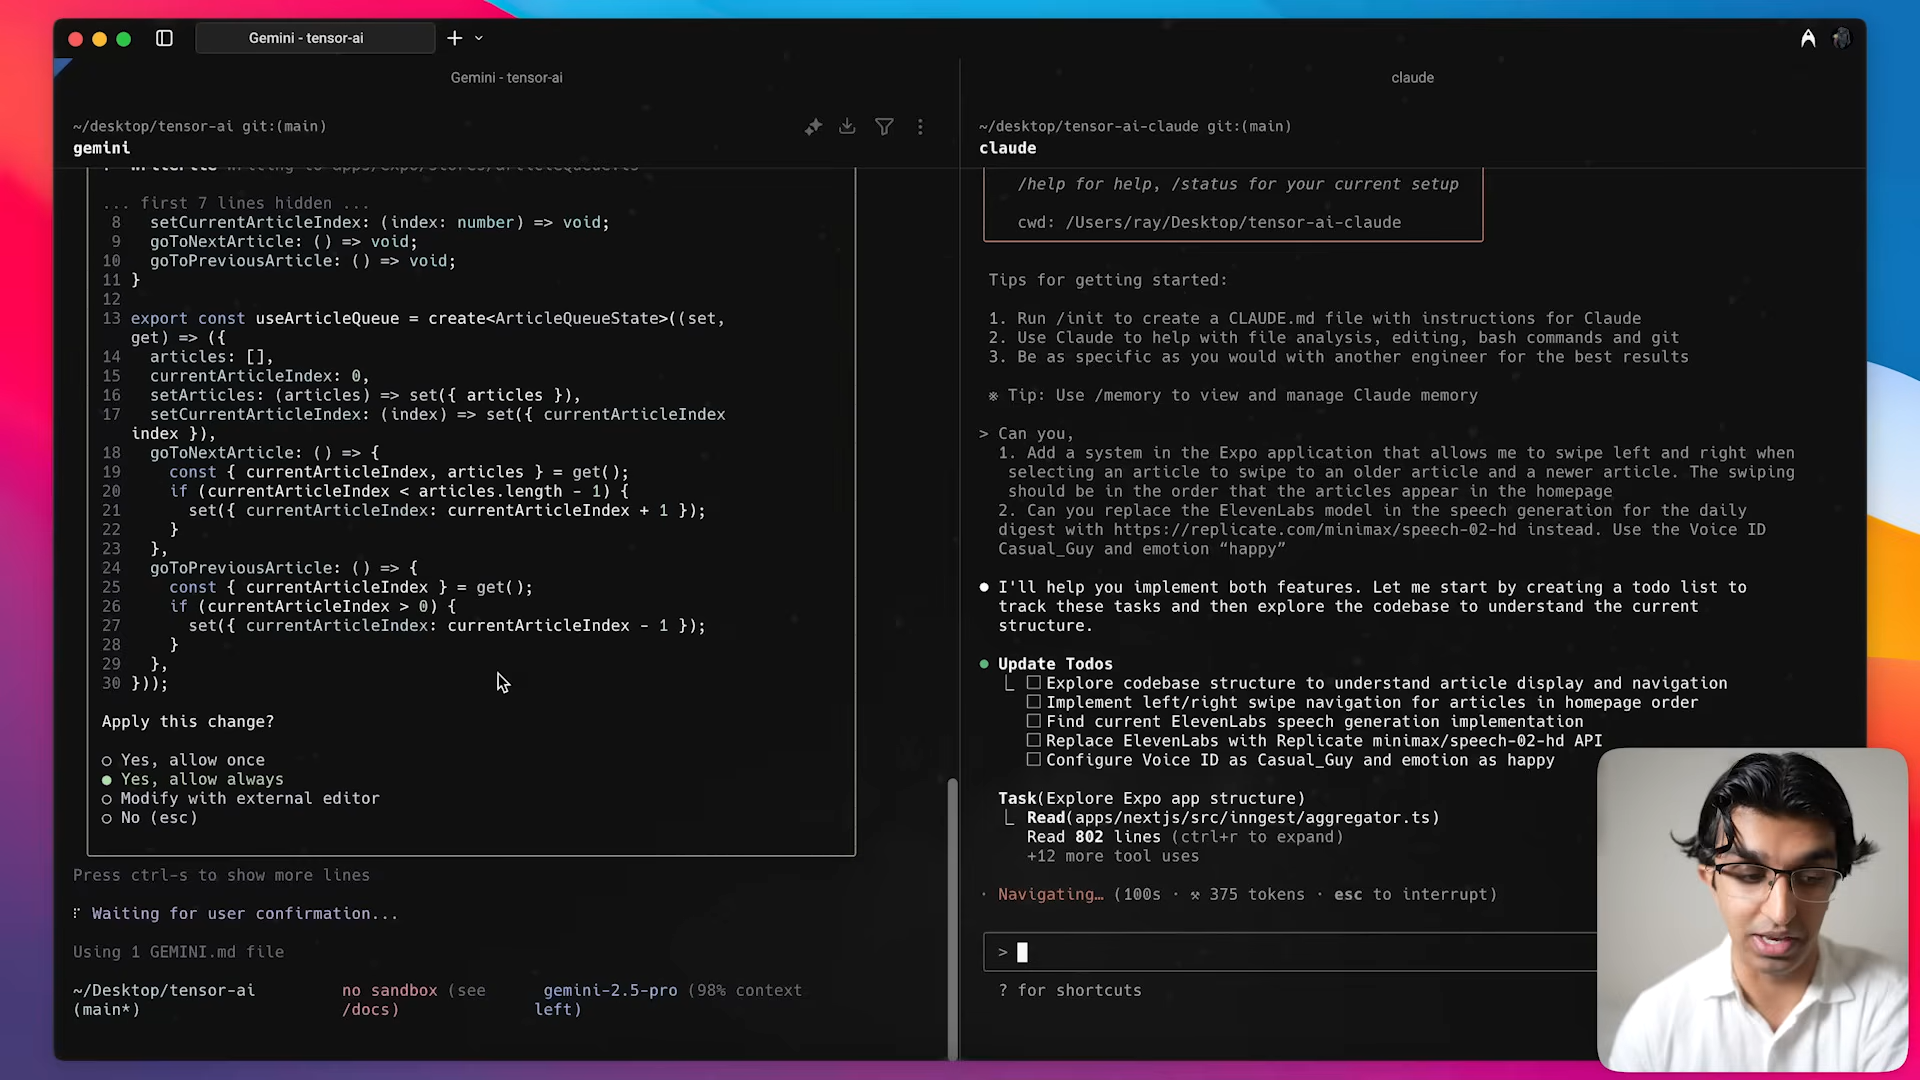 Gemini - tensor-ai
Gemini - tensor-ai
~/desktop/tensor-ai git:(main)
gemini
WriteFile Writing to apps/expo/stores/articleQueue.ts
... first 7 lines hidden ...
8 setCurrentArticleIndex: (index: number) => void;
9 goToNextArticle: () => void;
10 goToPreviousArticle: () => void;
11 }
12
13 export const useArticleQueue = create<ArticleQueueState>((set,
get) => ({
14 articles: [],
15 currentArticleIndex: 0,
16 setArticles: (articles) => set({ articles }),
17 setCurrentArticleIndex: (index) => set({ currentArticleIndex
index }),
18 goToNextArticle: () => {
19 const { currentArticleIndex, articles } = get();
20 if (currentArticleIndex < articles.length - 1) {
21 set({ currentArticleIndex: currentArticleIndex + 1 });
22 }
23 },
24 goToPreviousArticle: () => {
25 const { currentArticleIndex } = get();
26 if (currentArticleIndex > 0) {
27 set({ currentArticleIndex: currentArticleIndex - 1 });
28 }
29 },
30 }));
Apply this change?
○ Yes, allow once
● Yes, allow always
○ Modify with external editor
○ No (esc)
Press ctrl-s to show more lines
⠏ Waiting for user confirmation...
Using 1 GEMINI.md file
~/Desktop/tensor-ai no sandbox (see gemini-2.5-pro (98% context
(main*) /docs) left)
claude
~/desktop/tensor-ai-claude git:(main)
claude
/help for help, /status for your current setup
cwd: /Users/ray/Desktop/tensor-ai-claude
Tips for getting started:
1. Run /init to create a CLAUDE.md file with instructions for Claude
2. Use Claude to help with file analysis, editing, bash commands and git
3. Be as specific as you would with another engineer for the best results
※ Tip: Use /memory to view and manage Claude memory
> Can you,
1. Add a system in the Expo application that allows me to swipe left and right when
selecting an article to swipe to an older article and a newer article. The swiping
should be in the order that the articles appear in the homepage
2. Can you replace the ElevenLabs model in the speech generation for the daily
digest with https://replicate.com/minimax/speech-02-hd instead. Use the Voice ID
Casual_Guy and emotion “happy”
● I'll help you implement both features. Let me start by creating a todo list to
track these tasks and then explore the codebase to understand the current
structure.
● Update Todos
⎿ ☐ Explore codebase structure to understand article display and navigation
☐ Implement left/right swipe navigation for articles in homepage order
☐ Find current ElevenLabs speech generation implementation
☐ Replace ElevenLabs with Replicate minimax/speech-02-hd API
☐ Configure Voice ID as Casual_Guy and emotion as happy
Task(Explore Expo app structure)
⎿ Read(apps/nextjs/src/inngest/aggregator.ts)
Read 802 lines (ctrl+r to expand)
+12 more tool uses
· Navigating… (100s · ⚒ 375 tokens · esc to interrupt)
>
? for shortcuts